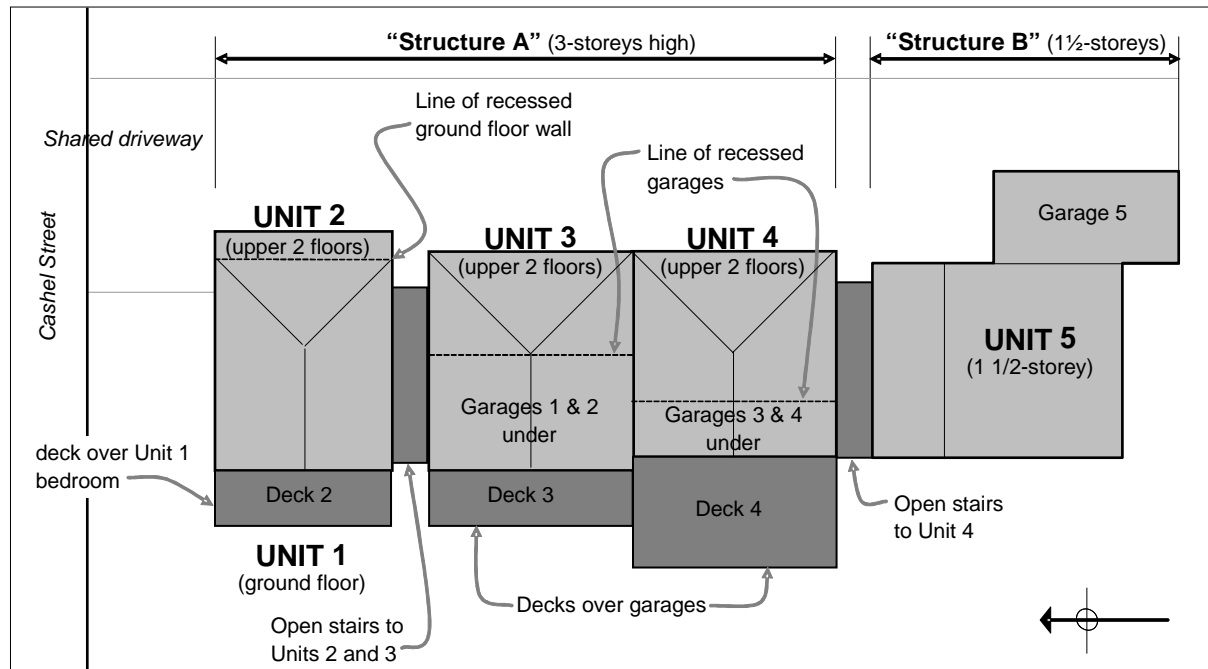 “Structure A” (3-storeys high)
“Structure B” (1½-storeys)
Line of recessed
ground floor wall
Shared driveway
Line of recessed
garages
Cashel Street
UNIT 2
(upper 2 floors)
UNIT 3
(upper 2 floors)
UNIT 4
(upper 2 floors)
Garage 5
UNIT 5
(1 1/2-storey)
Garages 1 & 2
under
Garages 3 & 4
under
deck over Unit 1
bedroom
Deck 2
Deck 3
Deck 4
Open stairs
to Unit 4
UNIT 1
(ground floor)
Decks over garages
Open stairs to
Units 2 and 3